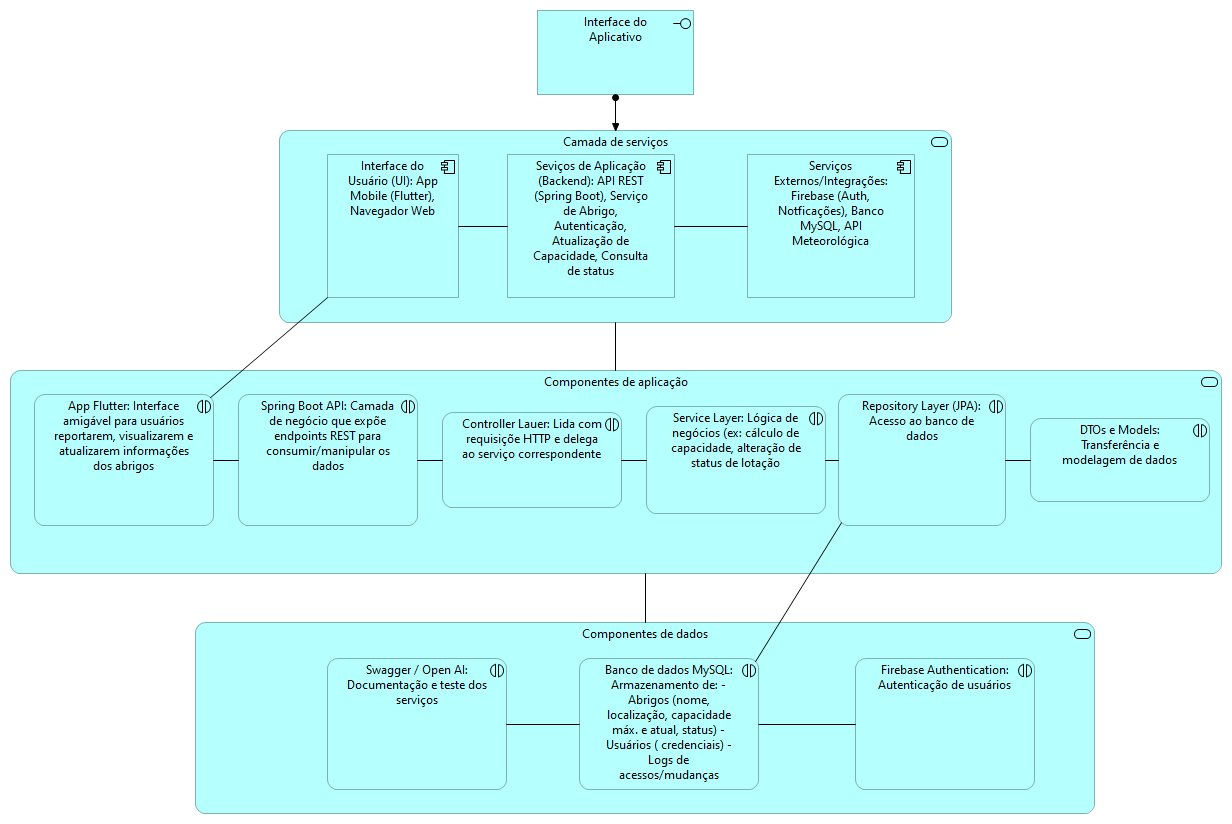 Interface do
Aplicativo
Camada de serviços
Interface do
Usuário (UI): App
Mobile (Flutter),
Navegador Web
Seviços de Aplicação
(Backend): API REST
(Spring Boot), Serviço
de Abrigo,
Autenticação,
Atualização de
Capacidade, Consulta
de status
Serviços
Externos/Integrações:
Firebase (Auth,
Notficações), Banco
MySQL, API
Meteorológica
Componentes de aplicação
App Flutter: Interface
amigável para usuários
reportarem, visualizarem e
atualizarem informações
dos abrigos
Spring Boot API: Camada
de negócio que expõe
endpoints REST para
consumir/manipular os
dados
Controller Lauer: Lida com
requisiçõe HTTP e delega
ao serviço correspondente
Service Layer: Lógica de
negócios (ex: cálculo de
capacidade, alteração de
status de lotação
Repository Layer (JPA):
Acesso ao banco de
dados
DTOs e Models:
Transferência e
modelagem de dados
Componentes de dados
Swagger / Open AI:
Documentação e teste dos
serviços
Banco de dados MySQL:
Armazenamento de: -
Abrigos (nome,
localização, capacidade
máx. e atual, status) -
Usuários ( credenciais) -
Logs de
acessos/mudanças
Firebase Authentication:
Autenticação de usuários